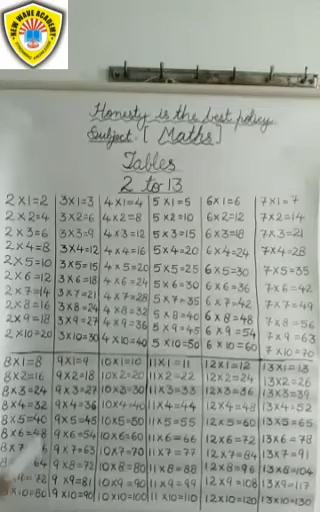 NEW WAVE ACADEMY
Honesty is the best policy
Subject. [ Maths ]
Tables
2 to 13
2×1=2 3×1=3 4×1=4 5×1=5 6×1=6 7×1=7
2×2=4 3×2=6 4×2=8 5×2=10 6×2=12 7×2=14
2×3=6 3×3=9 4×3=12 5×3=15 6×3=18 7×3=21
2×4=8 3×4=12 4×4=16 5×4=20 6×4=24 7×4=28
2×5=10 3×5=15 4×5=20 5×5=25 6×5=30 7×5=35
2×6=12 3×6=18 4×6=24 5×6=30 6×6=36 7×6=42
2×7=14 3×7=21 4×7=28 5×7=35 6×7=42 7×7=49
2×8=16 3×8=24 4×8=32 5×8=40 6×8=48 7×8=56
2×9=18 3×9=27 4×9=36 5×9=45 6×9=54 7×9=63
2×10=20 3×10=30 4×10=40 5×10=50 6×10=60 7×10=70
8×1=8 9×1=9 10×1=10 11×1=11 12×1=12 13×1=13
8×2=16 9×2=18 10×2=20 11×2=22 12×2=24 13×2=26
8×3=24 9×3=27 10×3=30 11×3=33 12×3=36 13×3=39
8×4=32 9×4=36 10×4=40 11×4=44 12×4=48 13×4=52
8×5=40 9×5=45 10×5=50 11×5=55 12×5=60 13×5=65
8×6=48 9×6=54 10×6=60 11×6=66 12×6=72 13×6=78
8×7 6 9×7=63 10×7=70 11×7=77 12×7=84 13×7=91
8 64 9×8=72 10×8=80 11×8=88 12×8=96 13×8=104
9=72 9×9=81 10×9=90 11×9=99 12×9=108 13×9=117
×10=80 9×10=90 10×10=100 11×10=110 12×10=120 13×10=130